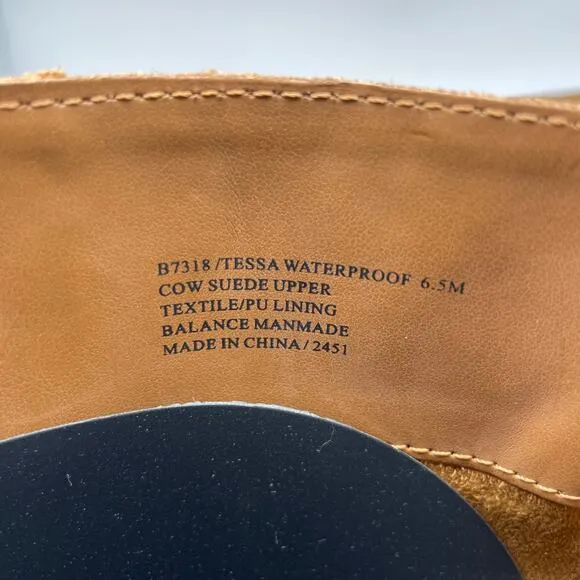 B7318 /TESSA WATERPROOF 6.5M
COW SUEDE UPPER
TEXTILE/PU LINING
BALANCE MANMADE
MADE IN CHINA / 2451